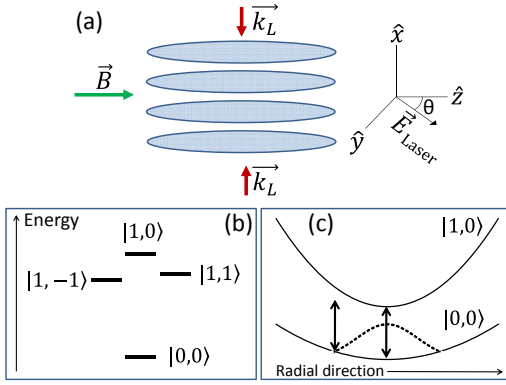 (a)
k_L
B
x̂
ẑ
θ
ŷ
E_Laser
k_L
Energy
(b)
|1,0⟩
|1,−1⟩
|1,1⟩
|0,0⟩
(c)
|1,0⟩
|0,0⟩
Radial direction